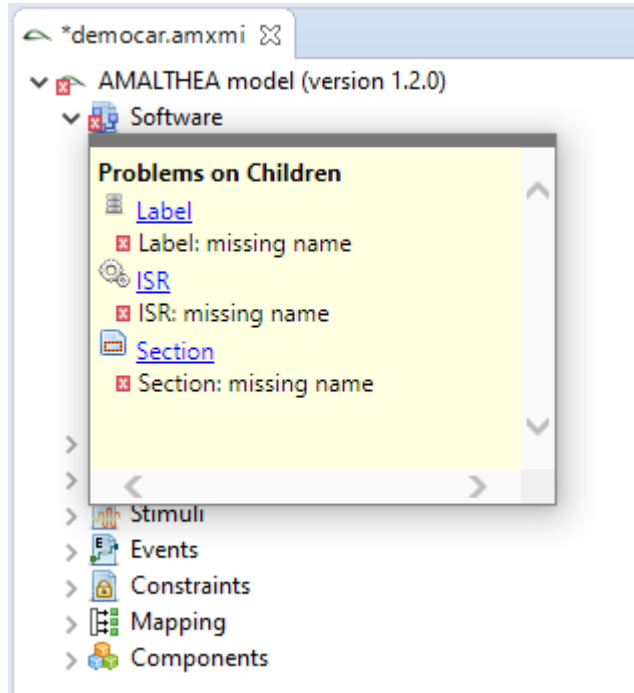 *democar.amxmi
AMALTHEA model (version 1.2.0)
Software
Problems on Children
Label
Label: missing name
ISR
ISR: missing name
Section
Section: missing name
Stimuli
Events
Constraints
Mapping
Components